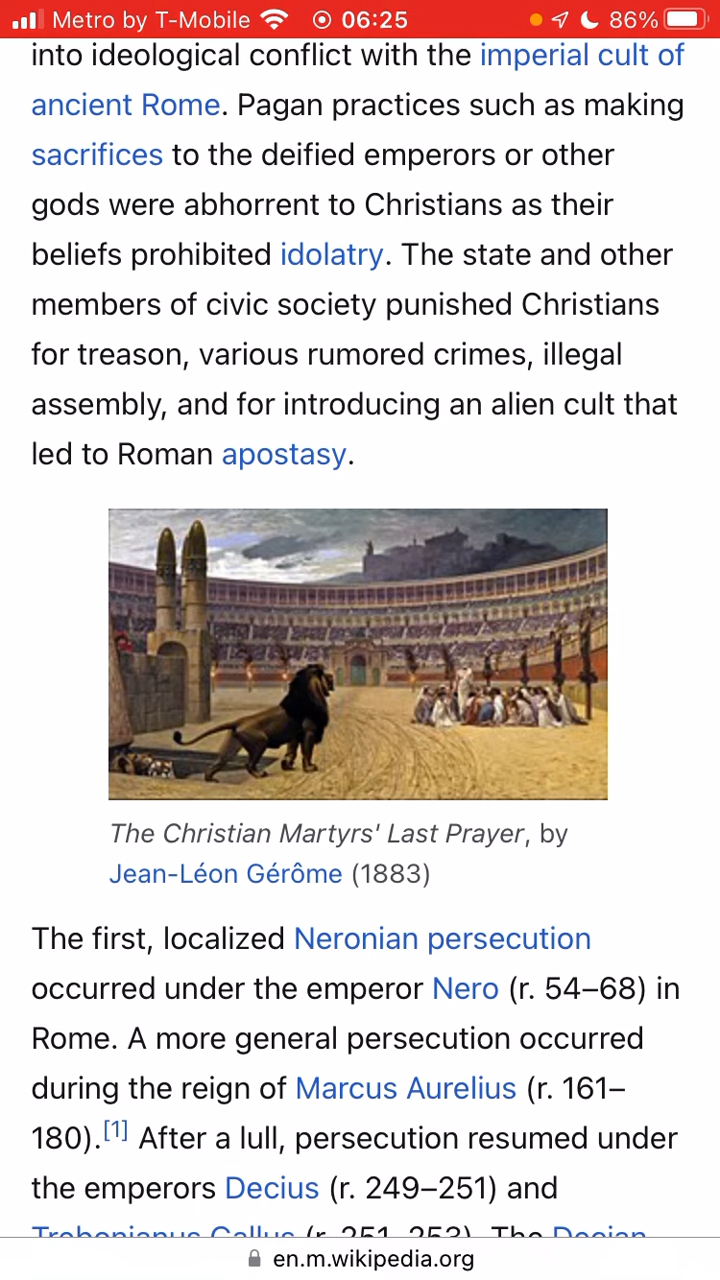 Metro by T-Mobile 06:25 86%
into ideological conflict with the imperial cult of
ancient Rome. Pagan practices such as making
sacrifices to the deified emperors or other
gods were abhorrent to Christians as their
beliefs prohibited idolatry. The state and other
members of civic society punished Christians
for treason, various rumored crimes, illegal
assembly, and for introducing an alien cult that
led to Roman apostasy.
The Christian Martyrs' Last Prayer, by
Jean-Léon Gérôme (1883)
The first, localized Neronian persecution
occurred under the emperor Nero (r. 54–68) in
Rome. A more general persecution occurred
during the reign of Marcus Aurelius (r. 161–
180).[1] After a lull, persecution resumed under
the emperors Decius (r. 249–251) and
Trebonianus Gallus (r. 251–253). The Decian
en.m.wikipedia.org